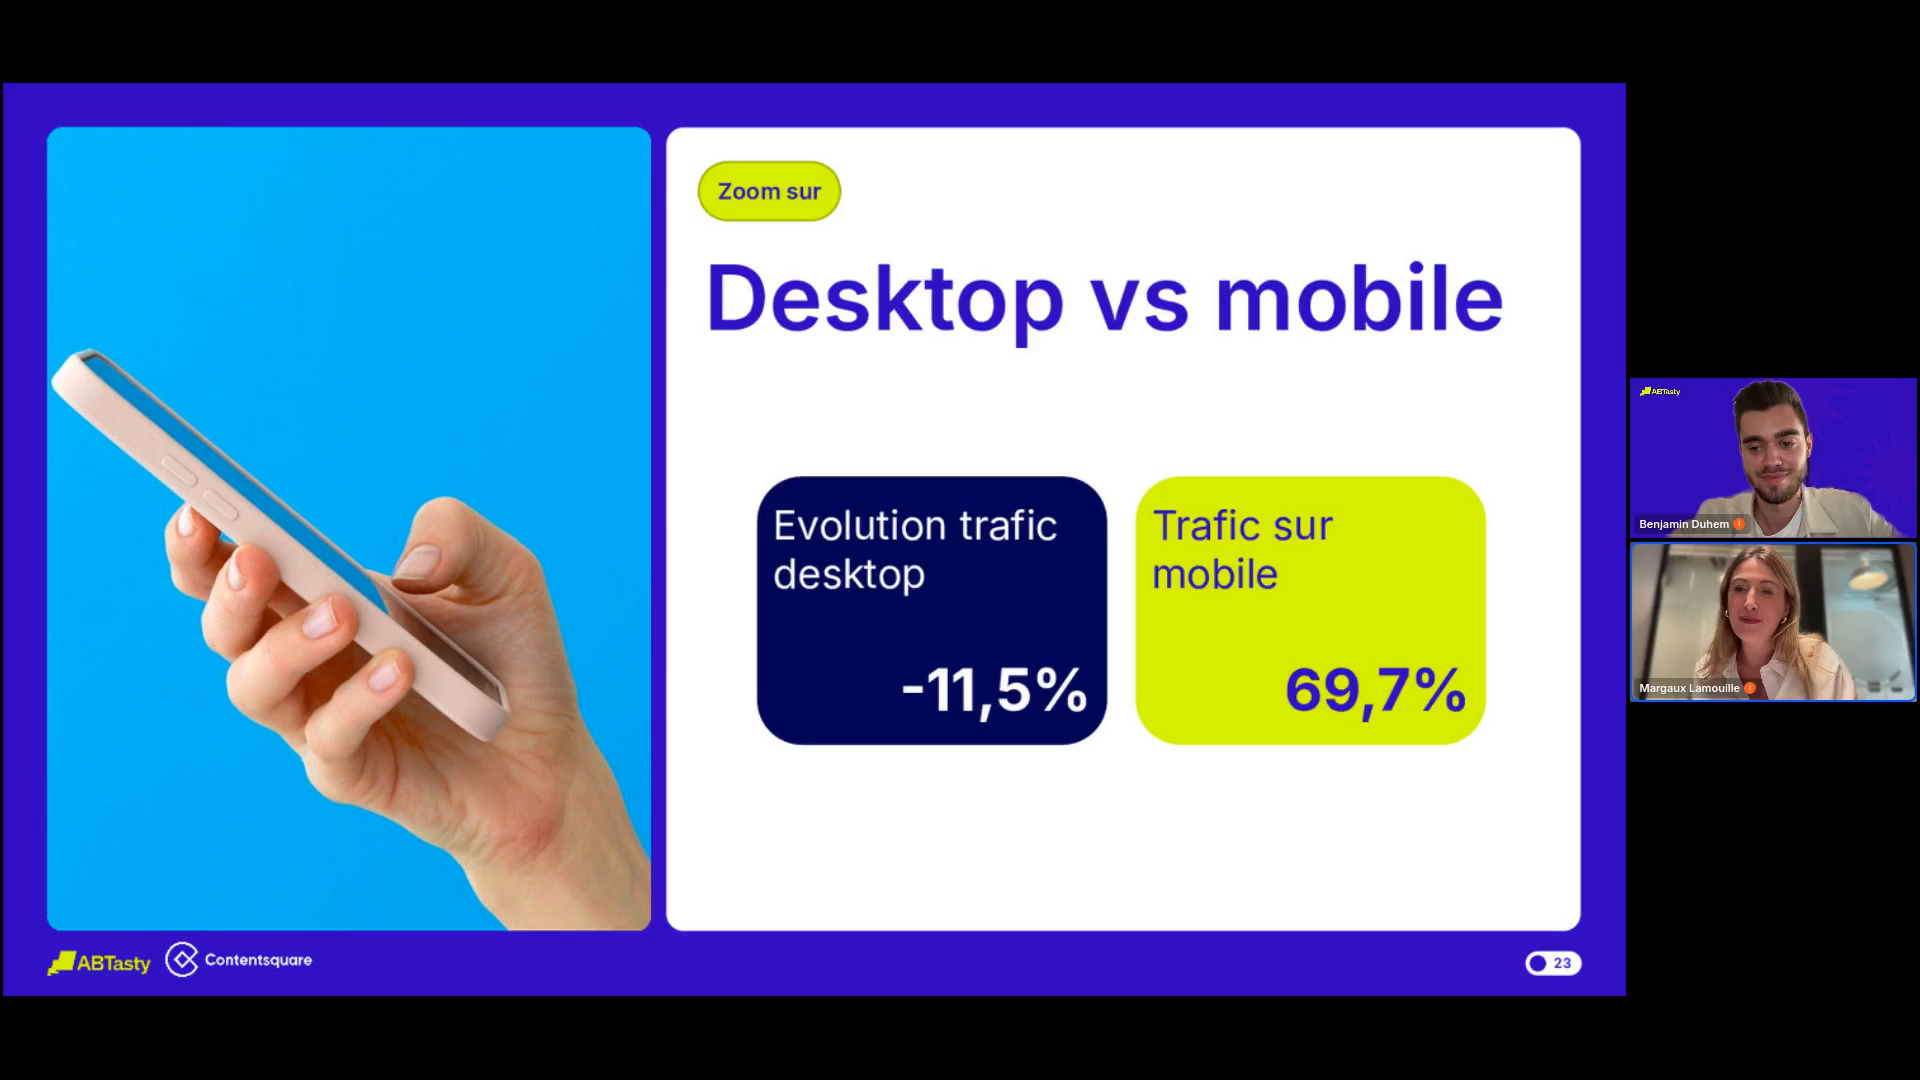 Zoom sur
Desktop vs mobile
Evolution trafic
desktop
-11,5%
Trafic sur
mobile
69,7%
ABTasty
Contentsquare
23
ABTasty
Benjamin Duhem
Margaux Lamouille